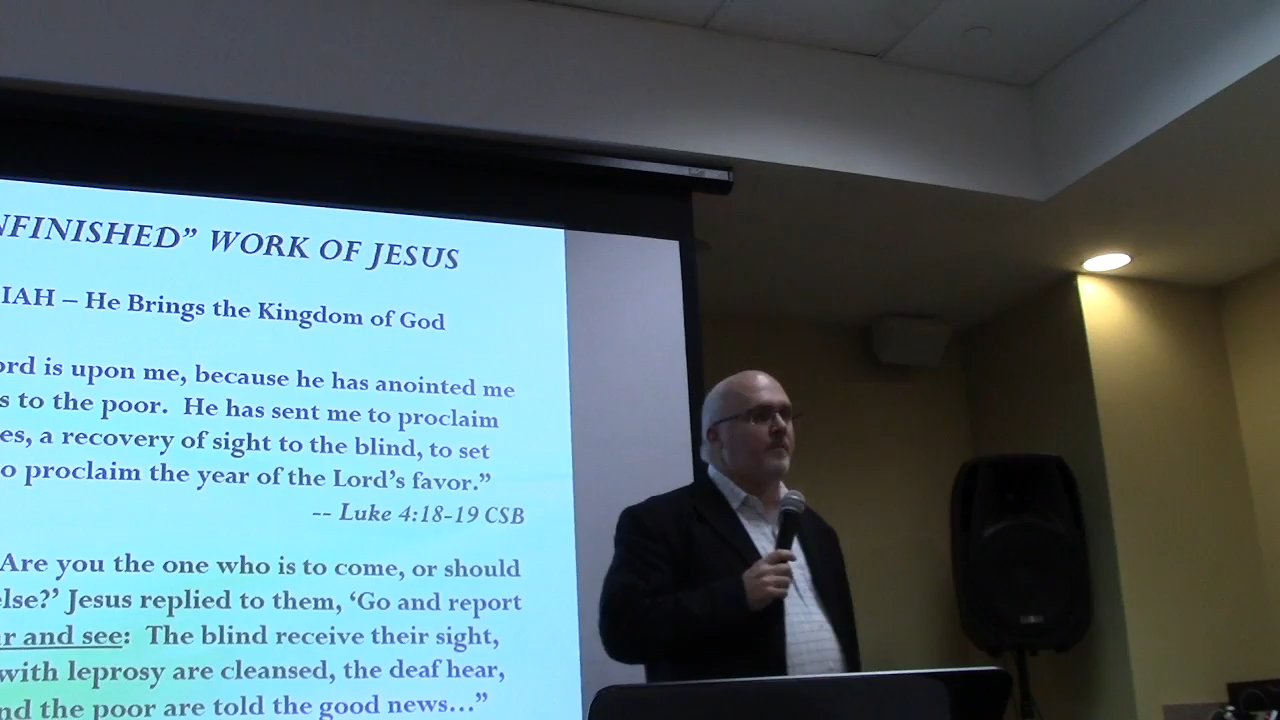 NFINISHED” WORK OF JESUS
IAH – He Brings the Kingdom of God
ord is upon me, because he has anointed me
s to the poor. He has sent me to proclaim
es, a recovery of sight to the blind, to set
o proclaim the year of the Lord’s favor.”
-- Luke 4:18-19 CSB
Are you the one who is to come, or should
else?’ Jesus replied to them, ‘Go and report
r and see: The blind receive their sight,
with leprosy are cleansed, the deaf hear,
nd the poor are told the good news…”